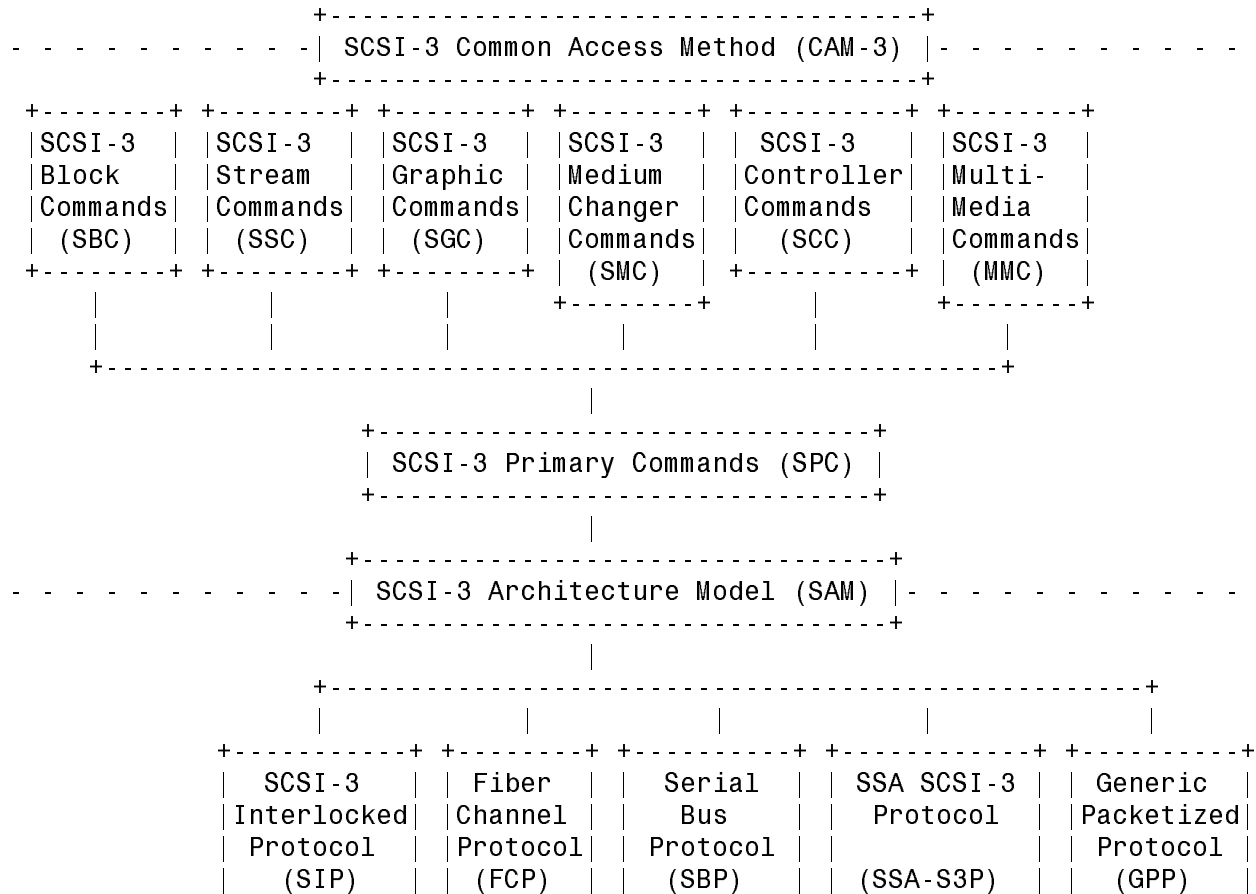 SCSI-3 Common Access Method (CAM-3)
SCSI-3
Block
Commands
(SBC)
SCSI-3
Stream
Commands
(SSC)
SCSI-3
Graphic
Commands
(SGC)
SCSI-3
Medium
Changer
Commands
(SMC)
SCSI-3
Controller
Commands
(SCC)
SCSI-3
Multi-
Media
Commands
(MMC)
SCSI-3 Primary Commands (SPC)
SCSI-3 Architecture Model (SAM)
SCSI-3
Interlocked
Protocol
(SIP)
Fiber
Channel
Protocol
(FCP)
Serial
Bus
Protocol
(SBP)
SSA SCSI-3
Protocol
(SSA-S3P)
Generic
Packetized
Protocol
(GPP)